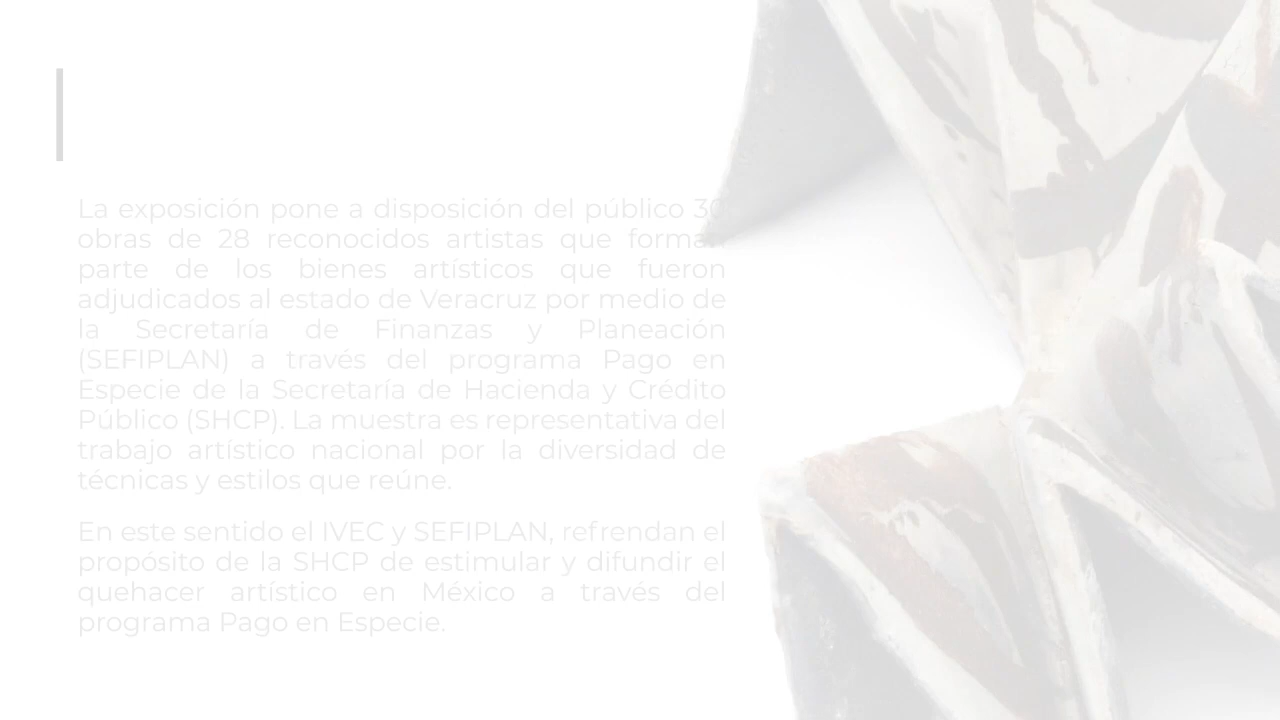 La exposición pone a disposición del público 30
obras de 28 reconocidos artistas que forman
parte de los bienes artísticos que fueron
adjudicados al estado de Veracruz por medio de
la Secretaría de Finanzas y Planeación
(SEFIPLAN) a través del programa Pago en
Especie de la Secretaría de Hacienda y Crédito
Público (SHCP). La muestra es representativa del
trabajo artístico nacional por la diversidad de
técnicas y estilos que reúne.
En este sentido el IVEC y SEFIPLAN, refrendan el
propósito de la SHCP de estimular y difundir el
quehacer artístico en México a través del
programa Pago en Especie.